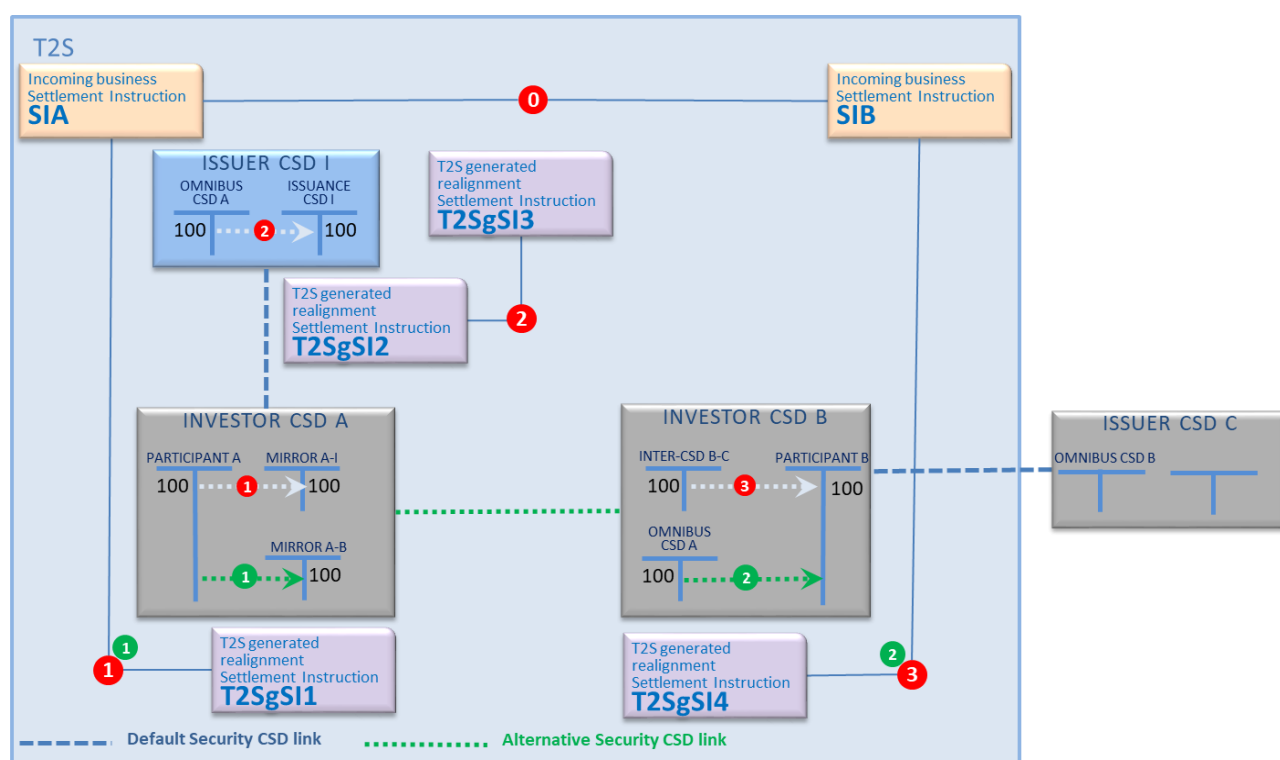 T2S
Incoming business
Settlement Instruction
SIA
0
Incoming business
Settlement Instruction
SIB
ISSUER CSD I
OMNIBUS
CSD A
ISSUANCE
CSD I
100
2
100
T2S generated
realignment
Settlement Instruction
T2SgSI3
T2S generated
realignment
Settlement Instruction
T2SgSI2
2
INVESTOR CSD A
PARTICIPANT A
MIRROR A-I
100
1
100
MIRROR A-B
1
100
INVESTOR CSD B
INTER-CSD B-C
PARTICIPANT B
100
3
100
OMNIBUS
CSD A
100
2
ISSUER CSD C
OMNIBUS CSD B
1
1
T2S generated
realignment
Settlement Instruction
T2SgSI1
T2S generated
realignment
Settlement Instruction
T2SgSI4
2
3
Default Security CSD link
Alternative Security CSD link